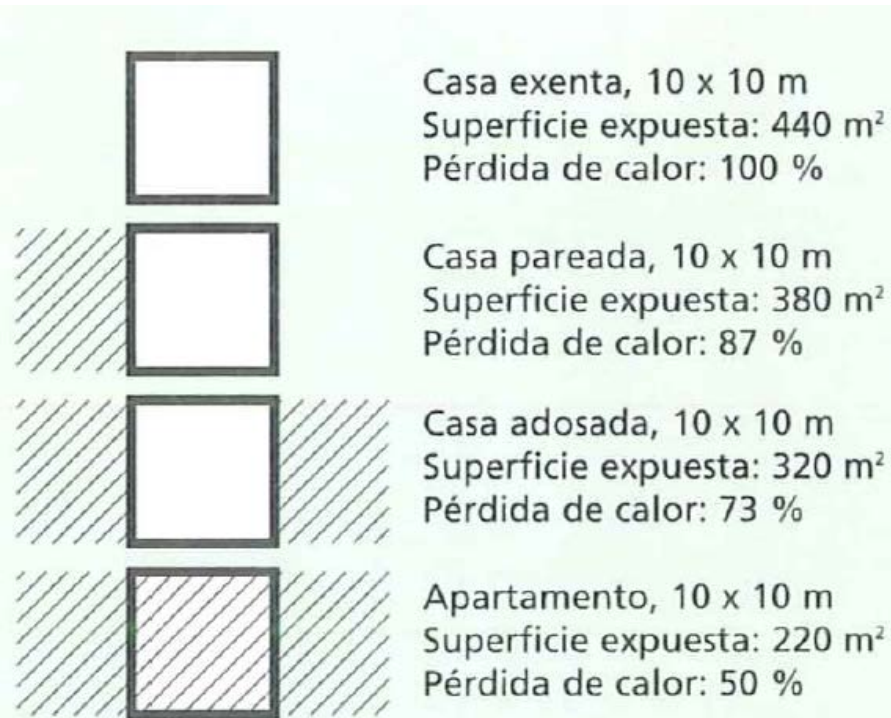 Casa exenta, 10 x 10 m
Superficie expuesta: 440 m²
Pérdida de calor: 100 %
Casa pareada, 10 x 10 m
Superficie expuesta: 380 m²
Pérdida de calor: 87 %
Casa adosada, 10 x 10 m
Superficie expuesta: 320 m²
Pérdida de calor: 73 %
Apartamento, 10 x 10 m
Superficie expuesta: 220 m²
Pérdida de calor: 50 %